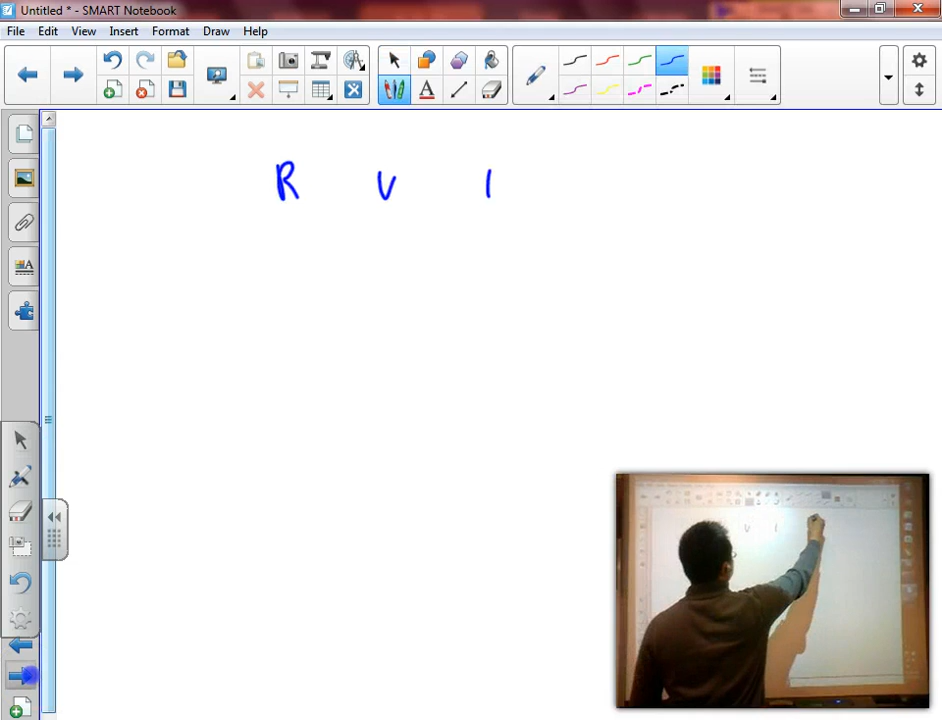 Untitled * - SMART Notebook
File Edit View Insert Format Draw Help
R V I